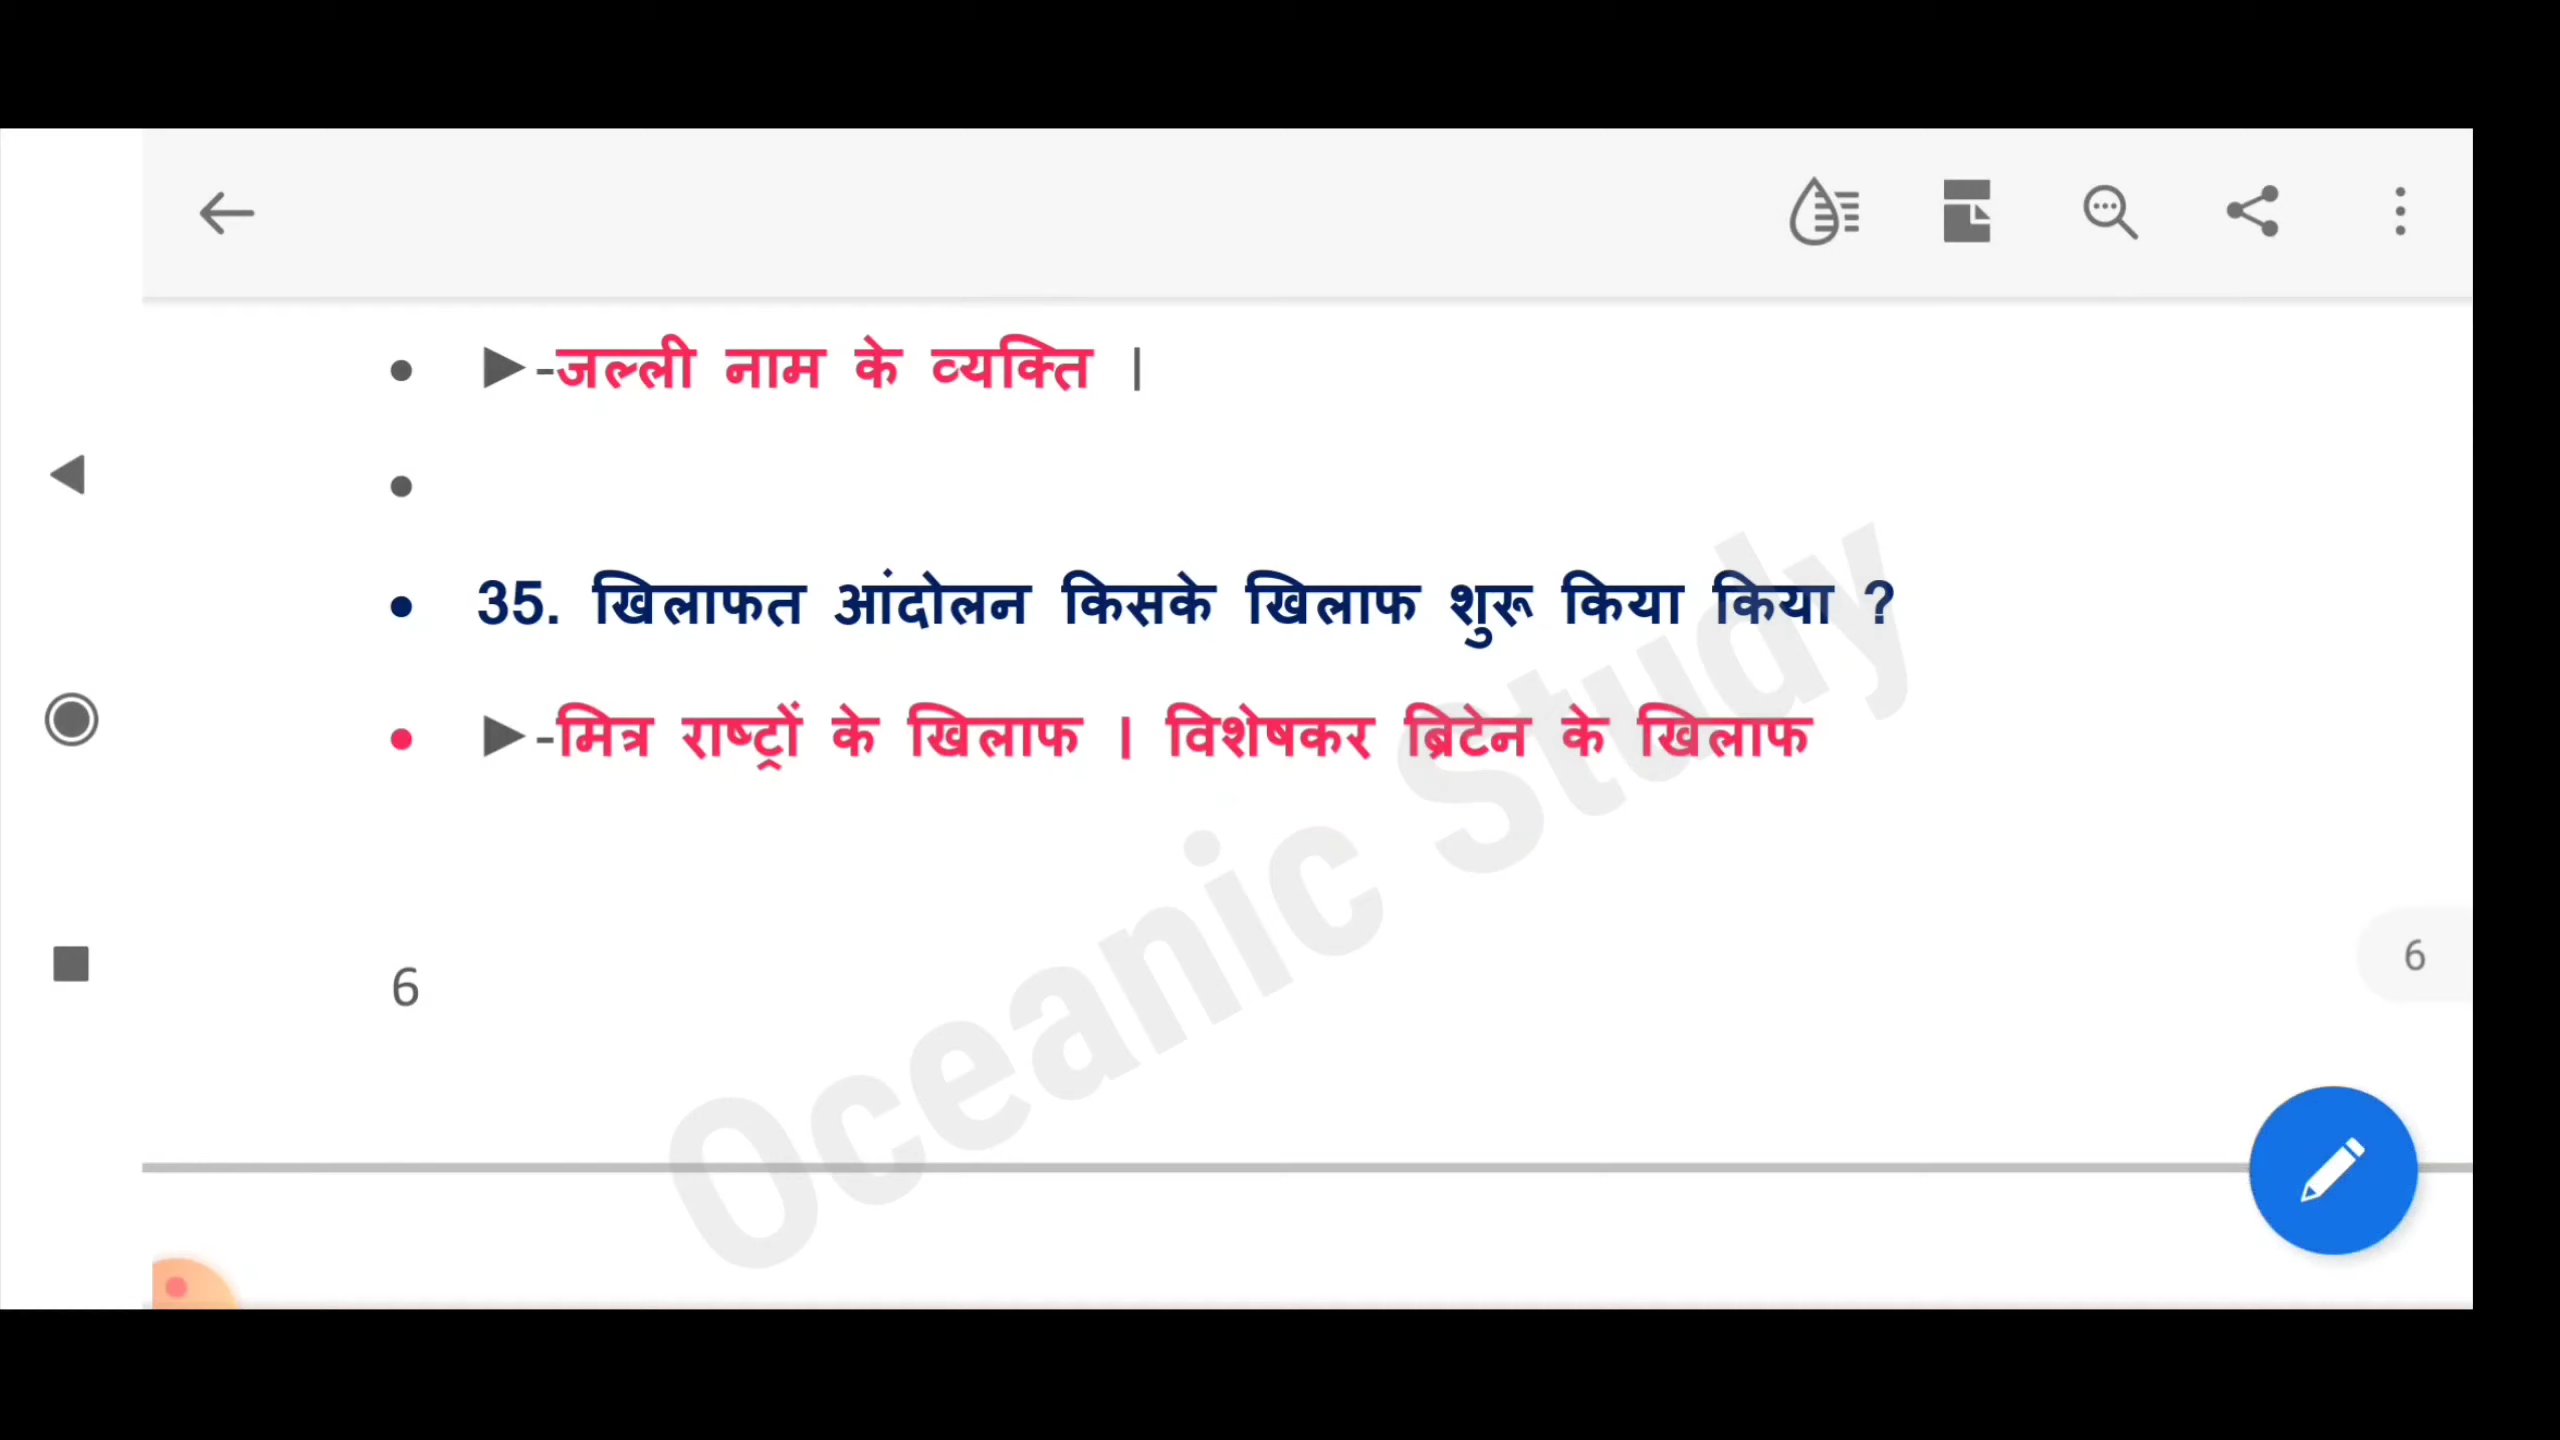 • ►-जल्ली नाम के व्यक्ति |
•
• 35. खिलाफत आंदोलन किसके खिलाफ शुरू किया किया ?
• ►-मित्र राष्ट्रों के खिलाफ | विशेषकर ब्रिटेन के खिलाफ
Oceanic Study
6
6